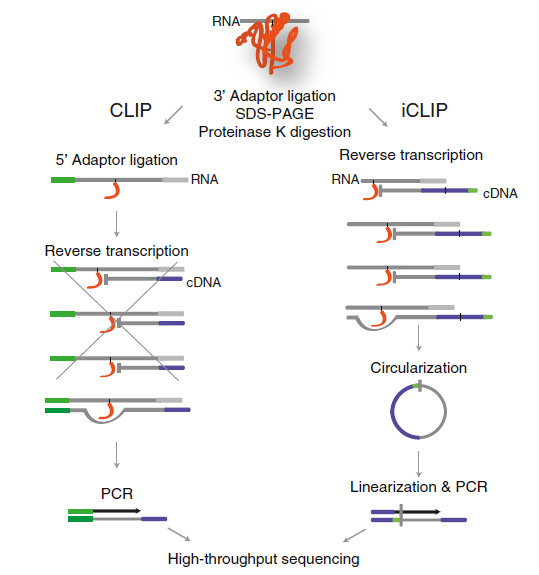 RNA
3’ Adaptor ligation
SDS-PAGE
Proteinase K digestion
CLIP
iCLIP
5’ Adaptor ligation
RNA
Reverse transcription
cDNA
PCR
Reverse transcription
RNA
cDNA
Circularization
Linearization & PCR
High-throughput sequencing